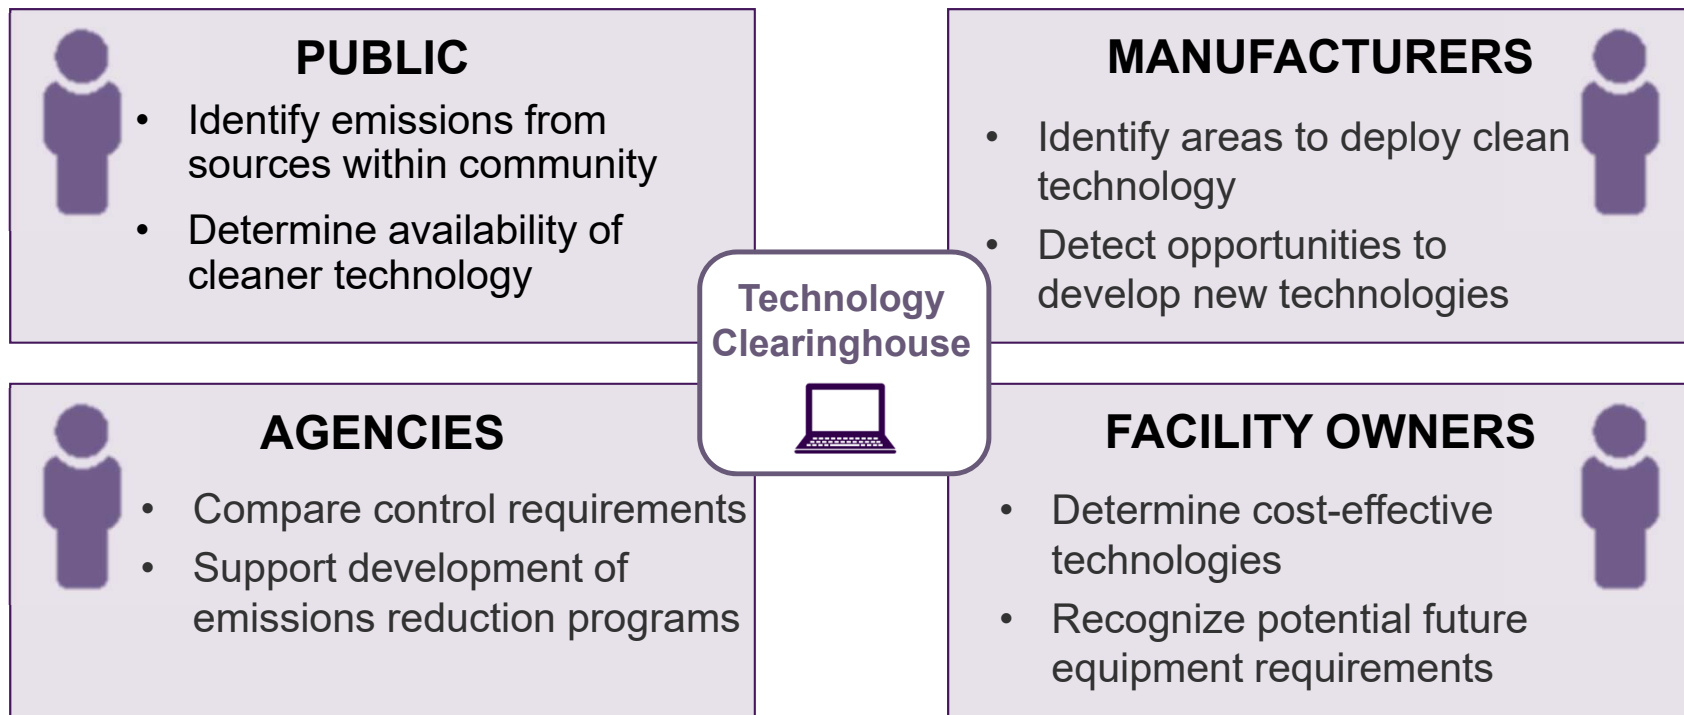 PUBLIC
• Identify emissions from
sources within community
• Determine availability of
cleaner technology
MANUFACTURERS
• Identify areas to deploy clean
technology
• Detect opportunities to
develop new technologies
Technology
Clearinghouse
AGENCIES
• Compare control requirements
• Support development of
emissions reduction programs
FACILITY OWNERS
• Determine cost-effective
technologies
• Recognize potential future
equipment requirements